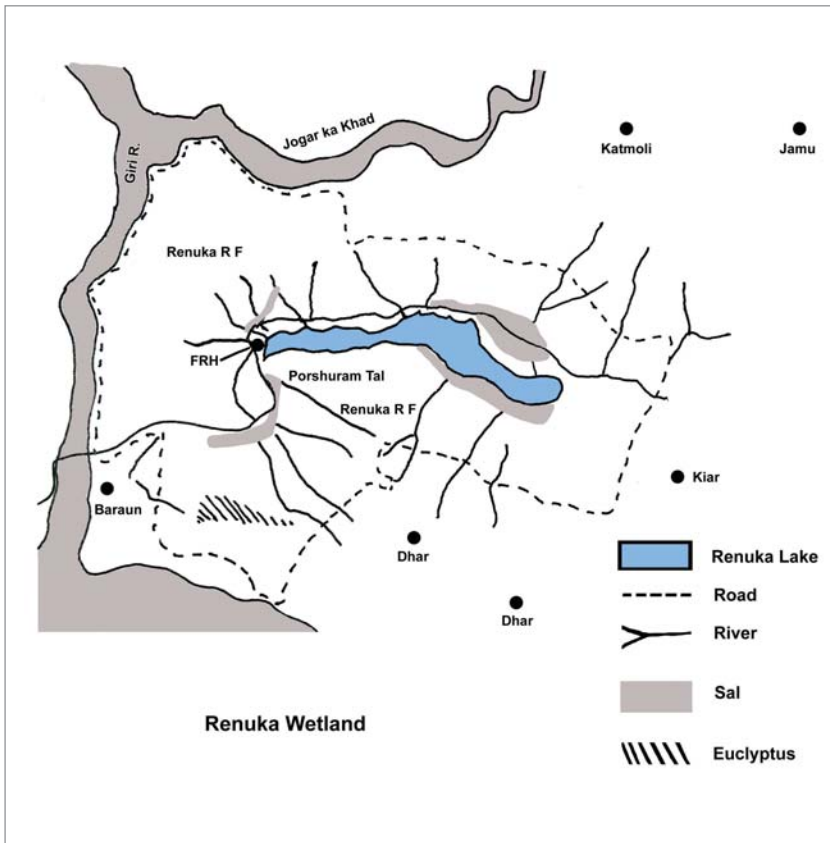 Jogar ka Khad
Giri R.
Katmoli
Jamu
Renuka R F
FRH
Porshuram Tal
Renuka R F
Baraun
Kiar
Dhar
Dhar
Renuka Lake
Road
River
Sal
Euclyptus
Renuka Wetland